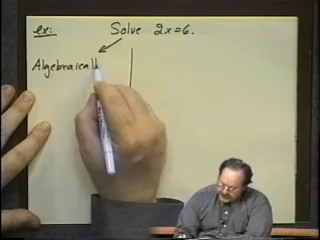 ex: Solve 2x = 6.
Algebraicall